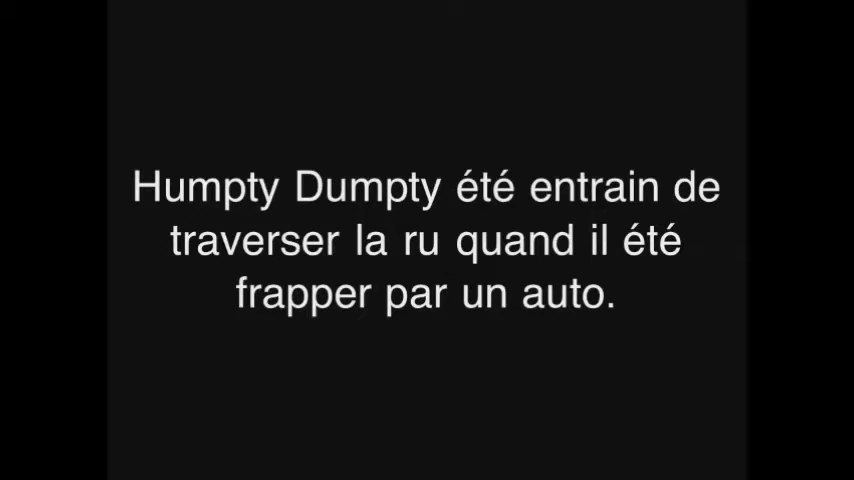 Humpty Dumpty été entrain de
traverser la ru quand il été
frapper par un auto.